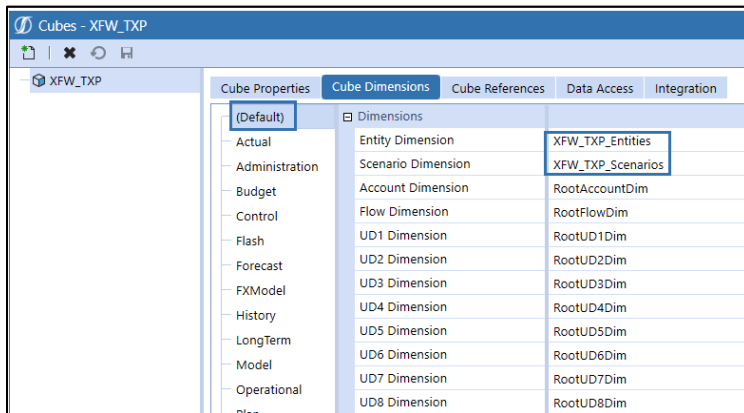 Cubes - XFW_TXP
XFW_TXP
Cube Properties Cube Dimensions Cube References Data Access Integration
(Default) Dimensions
Actual Entity Dimension XFW_TXP_Entities
Administration Scenario Dimension XFW_TXP_Scenarios
Budget Account Dimension RootAccountDim
Control Flow Dimension RootFlowDim
Flash UD1 Dimension RootUD1Dim
Forecast UD2 Dimension RootUD2Dim
FXModel UD3 Dimension RootUD3Dim
History UD4 Dimension RootUD4Dim
LongTerm UD5 Dimension RootUD5Dim
Model UD6 Dimension RootUD6Dim
Operational UD7 Dimension RootUD7Dim
UD8 Dimension RootUD8Dim